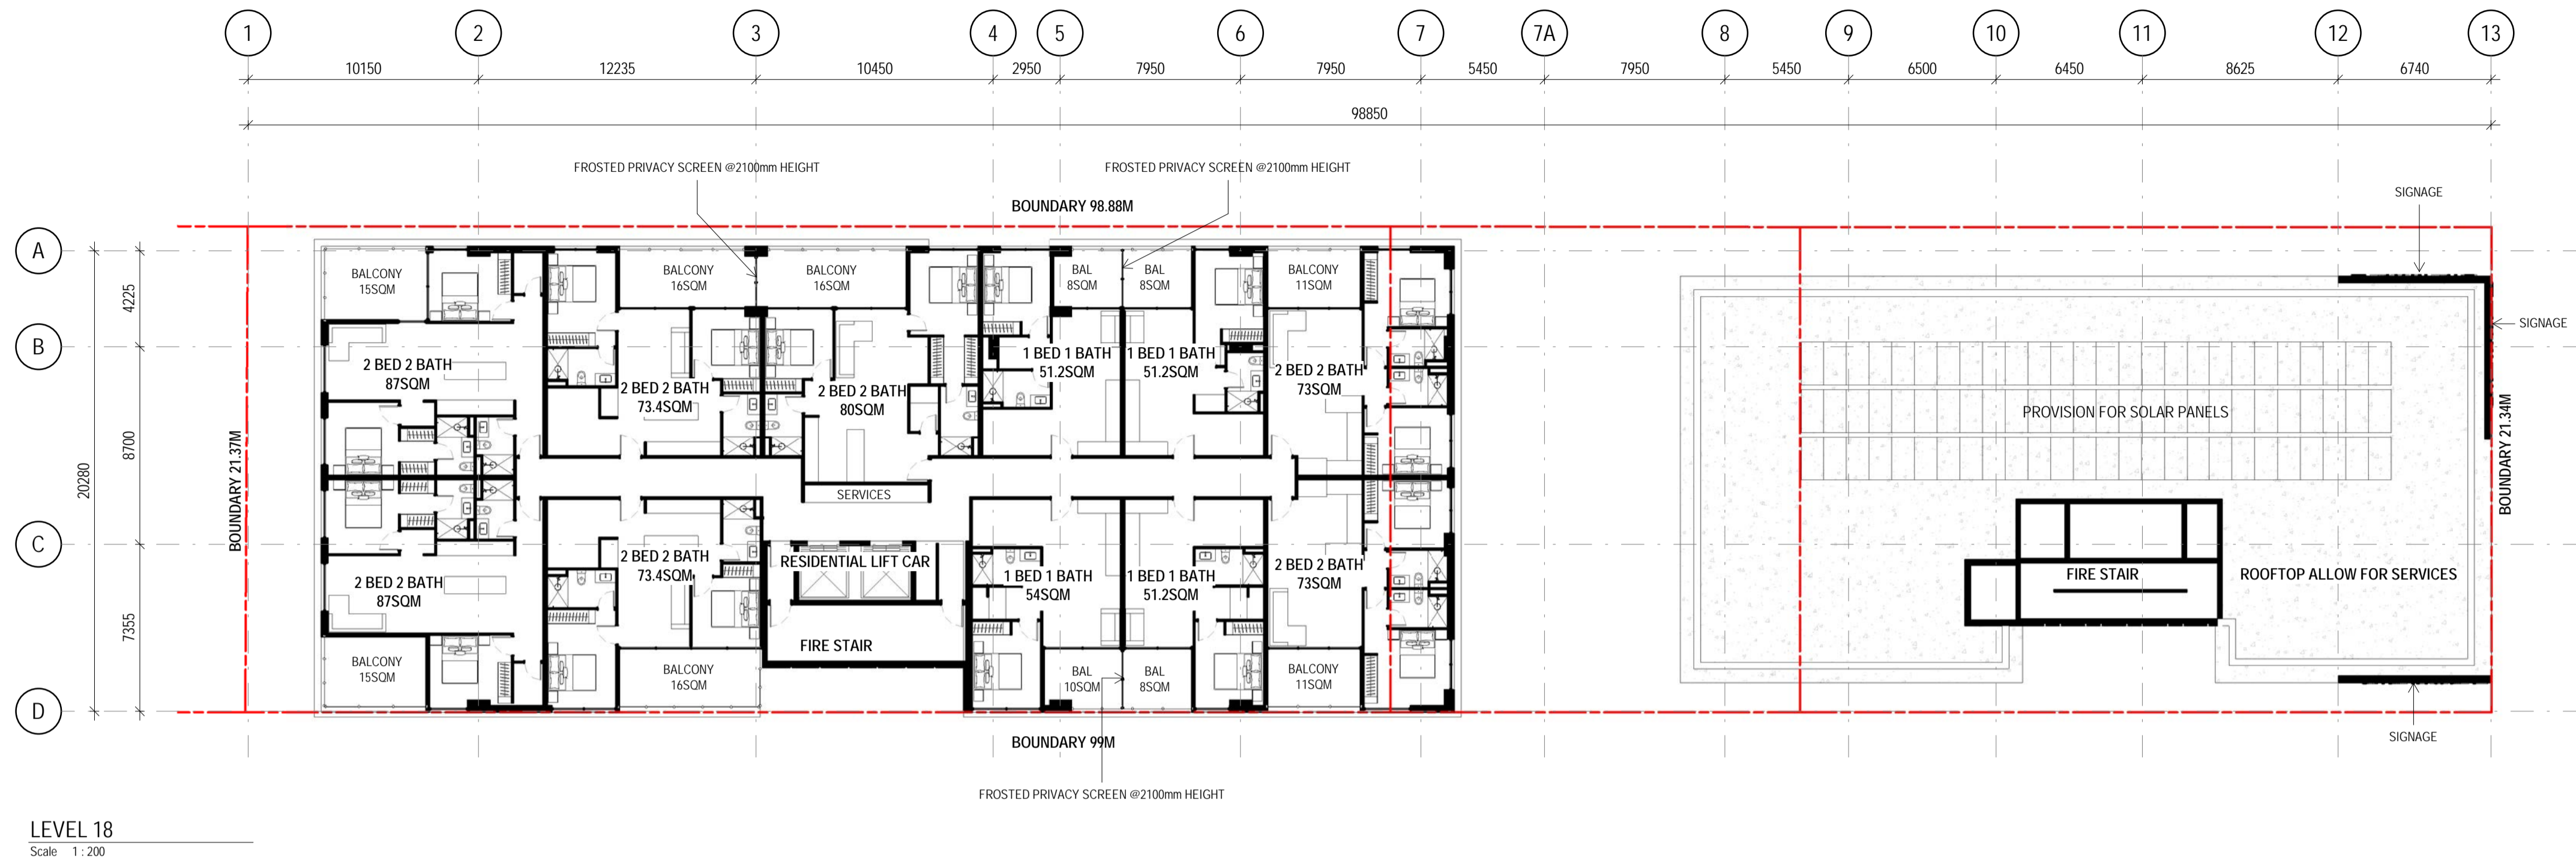 1 2 3 4 5 6 7 7A 8 9 10 11 12 13
10150 12235 10450 2950 7950 7950 5450 7950 5450 6500 6450 8625 6740
98850
FROSTED PRIVACY SCREEN @2100mm HEIGHT
FROSTED PRIVACY SCREEN @2100mm HEIGHT
SIGNAGE
BOUNDARY 98.88M
A
B
C
D
4225
8700
7355
20280
BOUNDARY 21.37M
BALCONY
15SQM
BALCONY
16SQM
BALCONY
16SQM
BAL
8SQM
BAL
8SQM
BALCONY
11SQM
SIGNAGE
2 BED 2 BATH
87SQM
2 BED 2 BATH
73.4SQM
2 BED 2 BATH
80SQM
1 BED 1 BATH
51.2SQM
1 BED 1 BATH
51.2SQM
2 BED 2 BATH
73SQM
PROVISION FOR SOLAR PANELS
BOUNDARY 21.34M
SERVICES
2 BED 2 BATH
87SQM
2 BED 2 BATH
73.4SQM
RESIDENTIAL LIFT CAR
FIRE STAIR
1 BED 1 BATH
54SQM
1 BED 1 BATH
51.2SQM
2 BED 2 BATH
73SQM
FIRE STAIR
ROOFTOP ALLOW FOR SERVICES
BALCONY
15SQM
BALCONY
16SQM
BAL
10SQM
BAL
8SQM
BALCONY
11SQM
SIGNAGE
BOUNDARY 99M
FROSTED PRIVACY SCREEN @2100mm HEIGHT
LEVEL 18
Scale 1 : 200